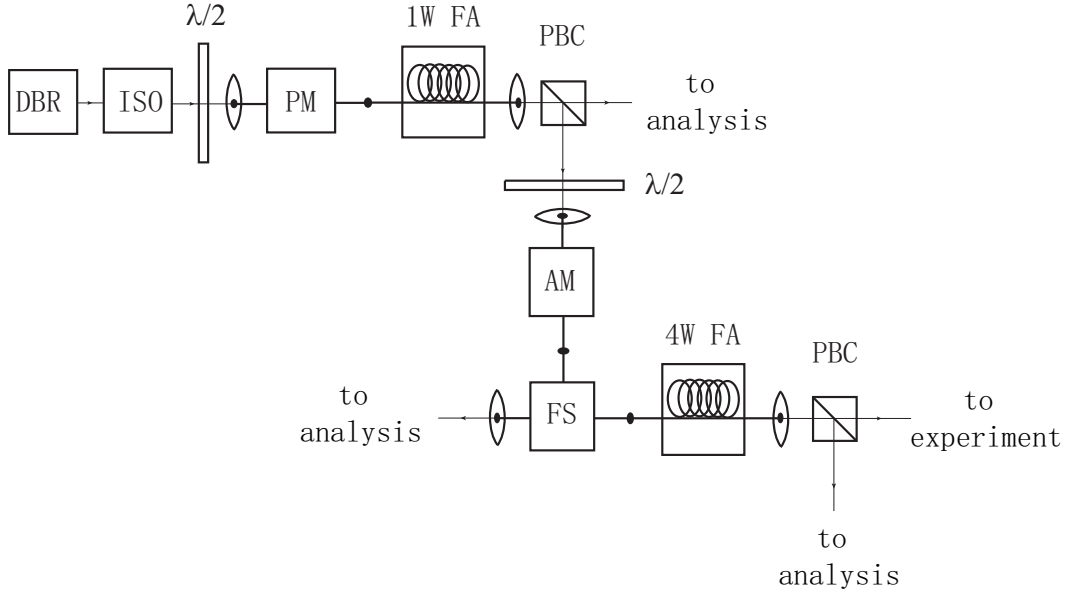 λ/2
1W FA
PBC
DBR
ISO
PM
to
analysis
λ/2
AM
4W FA
PBC
to
analysis
FS
to
experiment
to
analysis